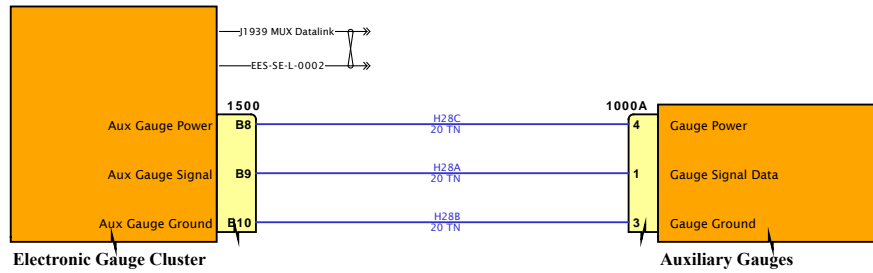 J1939 MUX Datalink
EES-SE-L-0002
1500
1000A
Aux Gauge Power B8 H28C 4 Gauge Power
20 TN
Aux Gauge Signal B9 H28A 1 Gauge Signal Data
20 TN
Aux Gauge Ground B10 H28B 3 Gauge Ground
20 TN
Electronic Gauge Cluster
Auxiliary Gauges